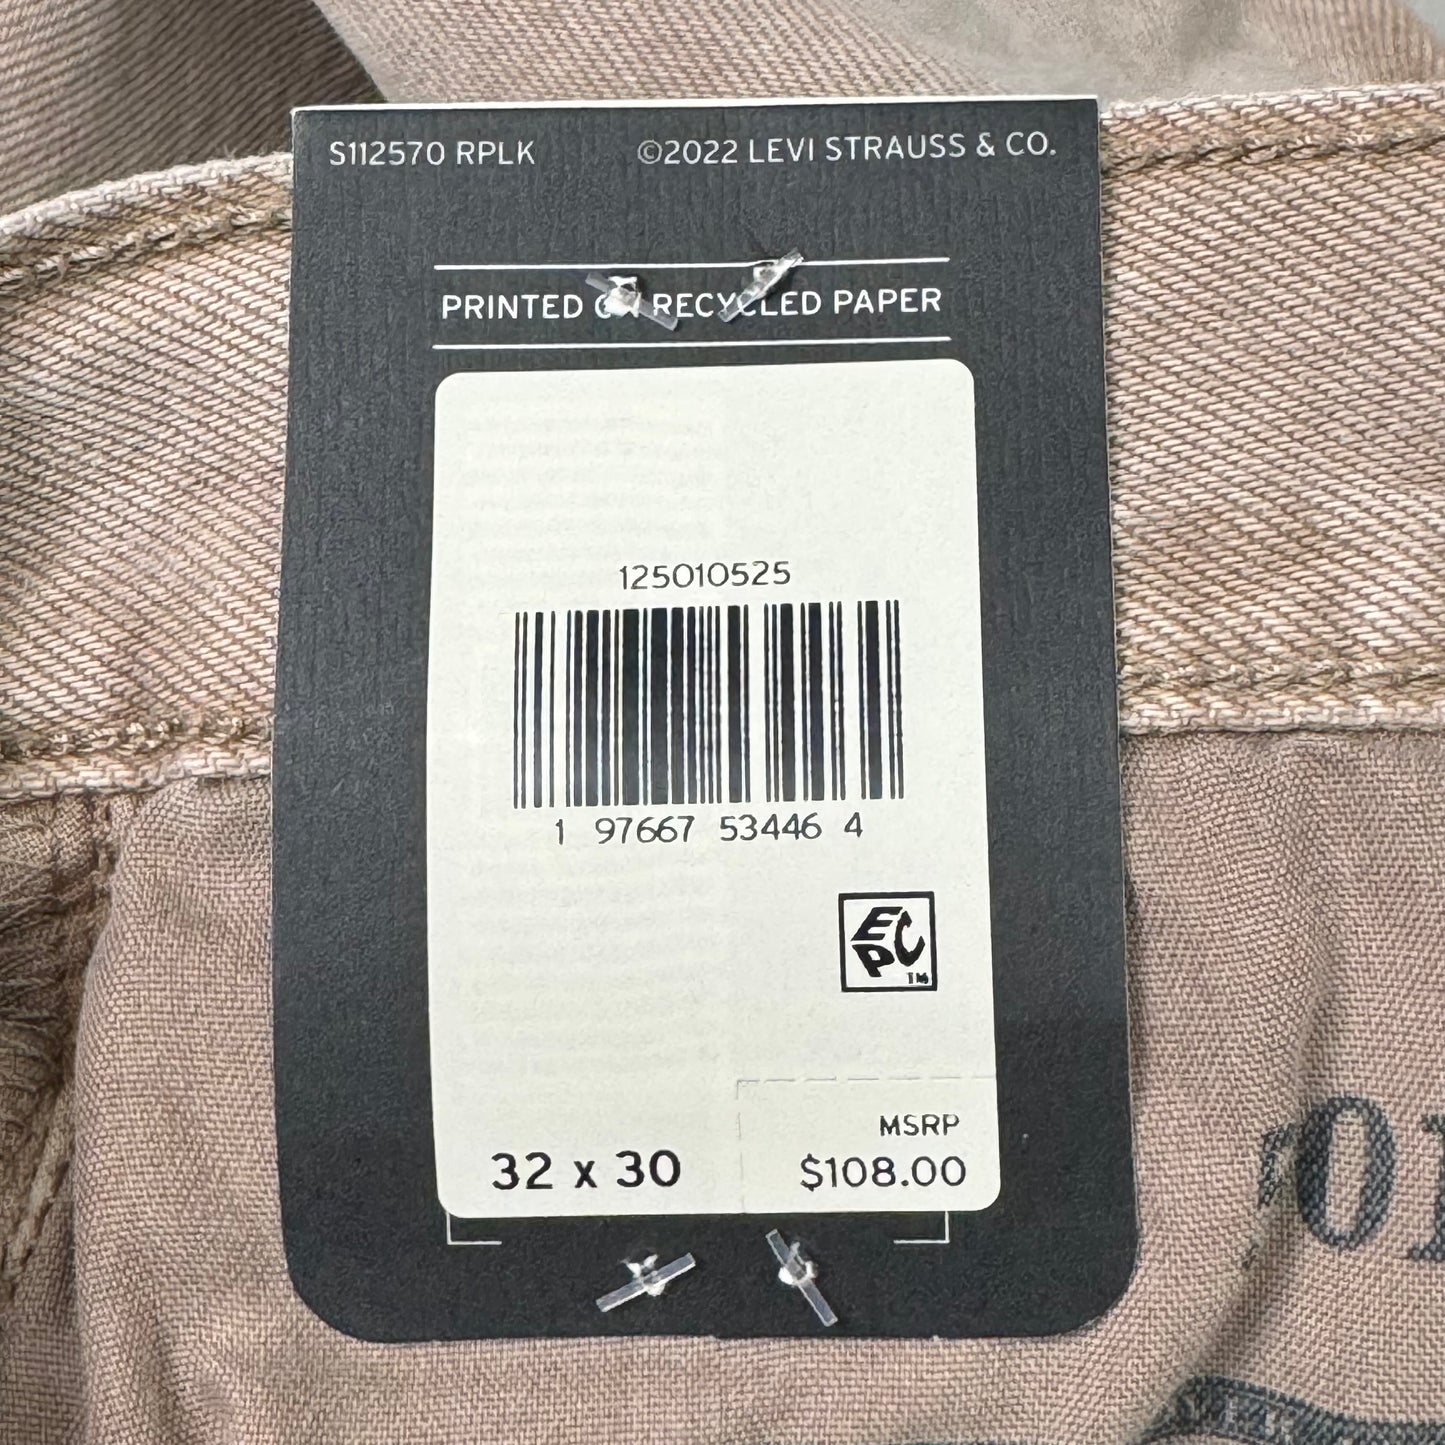 S112570 RPLK ©2022 LEVI STRAUSS & CO.
PRINTED ON RECYCLED PAPER
125010525
1 97667 53446 4
EPC TM
MSRP
32 x 30 $108.00